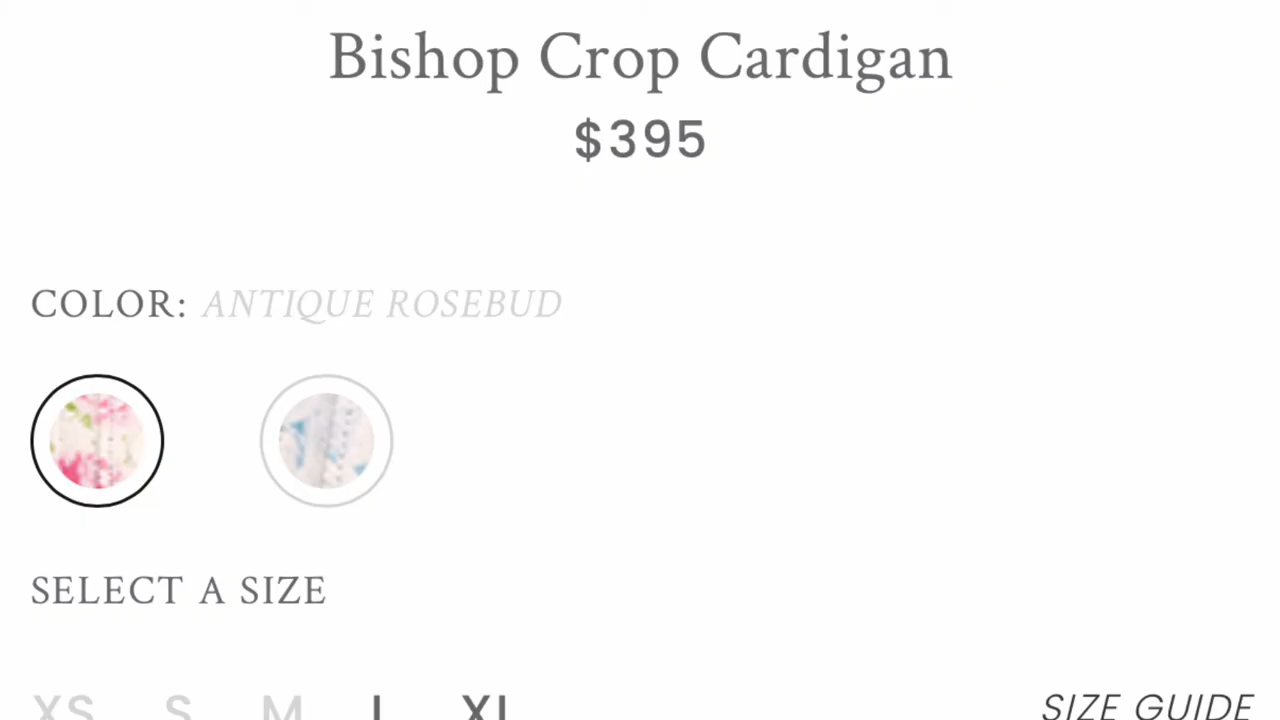 Bishop Crop Cardigan
$395
COLOR: ANTIQUE ROSEBUD
SELECT A SIZE
XS S M L XL SIZE GUIDE